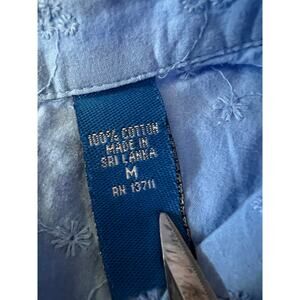 100% COTTON
MADE IN
SRI LANKA
M
RN 13711